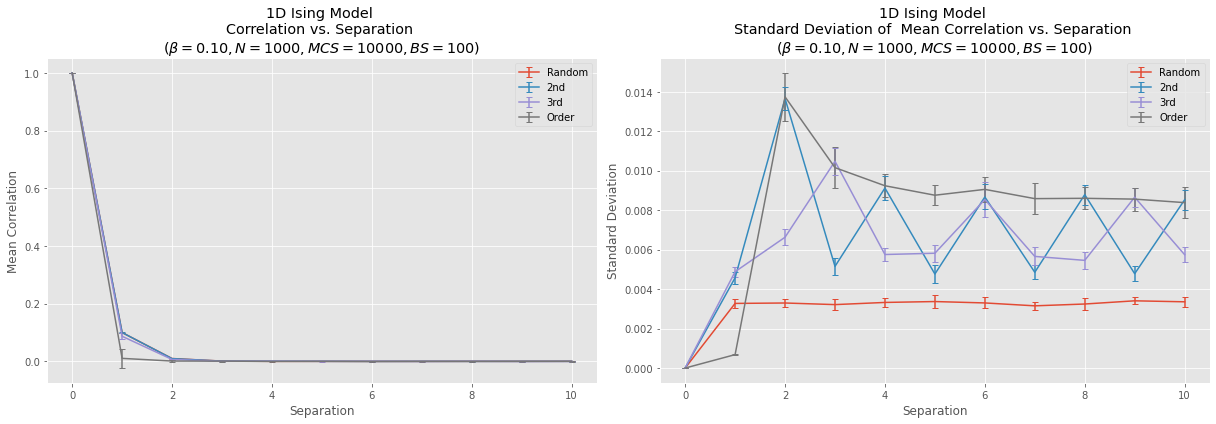 1D Ising Model
Correlation vs. Separation
(β = 0.10, N = 1000, MCS = 10000, BS = 100)
Random
2nd
3rd
Order
1.0
0.8
0.6
0.4
0.2
0.0
Mean Correlation
0 2 4 6 8 10
Separation
1D Ising Model
Standard Deviation of  Mean Correlation vs. Separation
(β = 0.10, N = 1000, MCS = 10000, BS = 100)
Random
2nd
3rd
Order
0.014
0.012
0.010
0.008
0.006
0.004
0.002
0.000
Standard Deviation
0 2 4 6 8 10
Separation